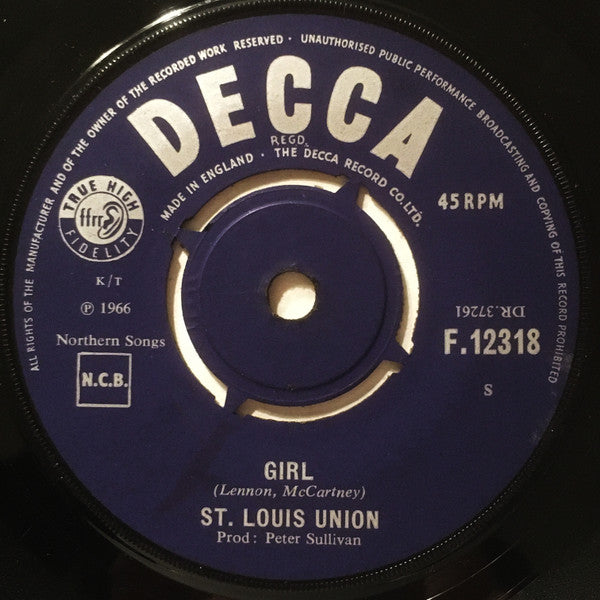 ALL RIGHTS OF THE MANUFACTURER AND OF THE OWNER OF THE RECORDED WORK RESERVED · UNAUTHORISED PUBLIC PERFORMANCE BROADCASTING AND COPYING OF THIS RECORD PROHIBITED
DECCA
REGD.
MADE IN ENGLAND · THE DECCA RECORD CO. LTD.
TRUE HIGH
ffrr
FIDELITY
45 RPM
K/T
℗ 1966
DR.37261
Northern Songs
F.12318
N.C.B.
S
GIRL
(Lennon, McCartney)
ST. LOUIS UNION
Prod: Peter Sullivan